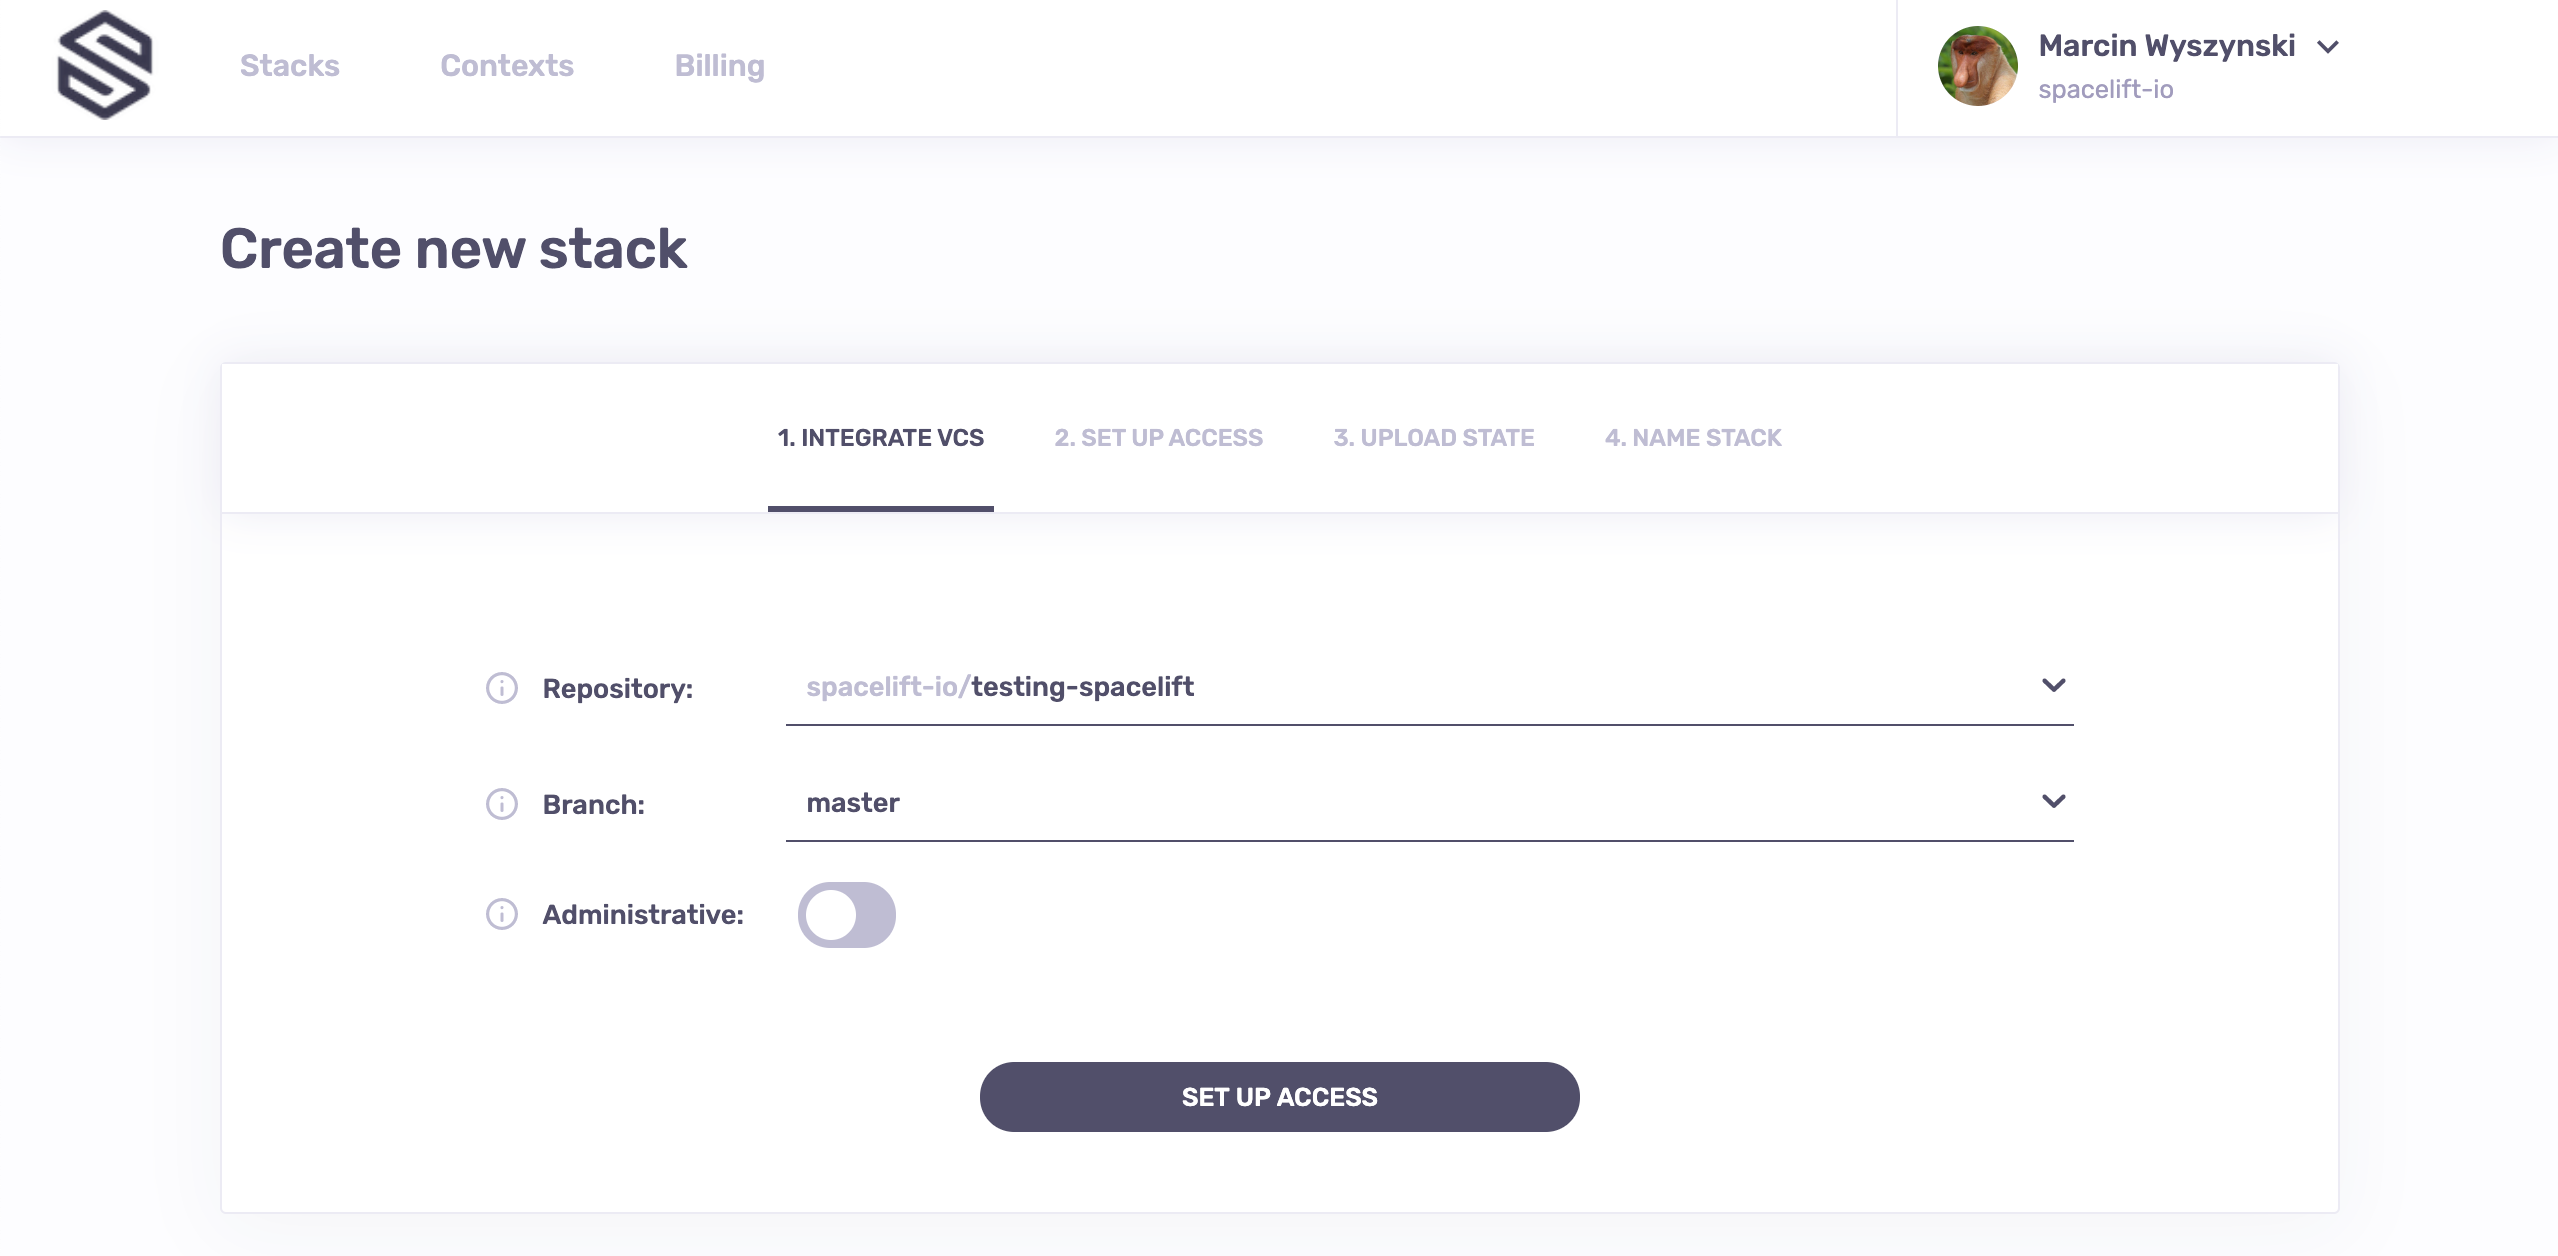 Stacks Contexts Billing
Marcin Wyszynski
spacelift-io
Create new stack
1. INTEGRATE VCS 2. SET UP ACCESS 3. UPLOAD STATE 4. NAME STACK
Repository: spacelift-io/testing-spacelift
Branch: master
Administrative:
SET UP ACCESS